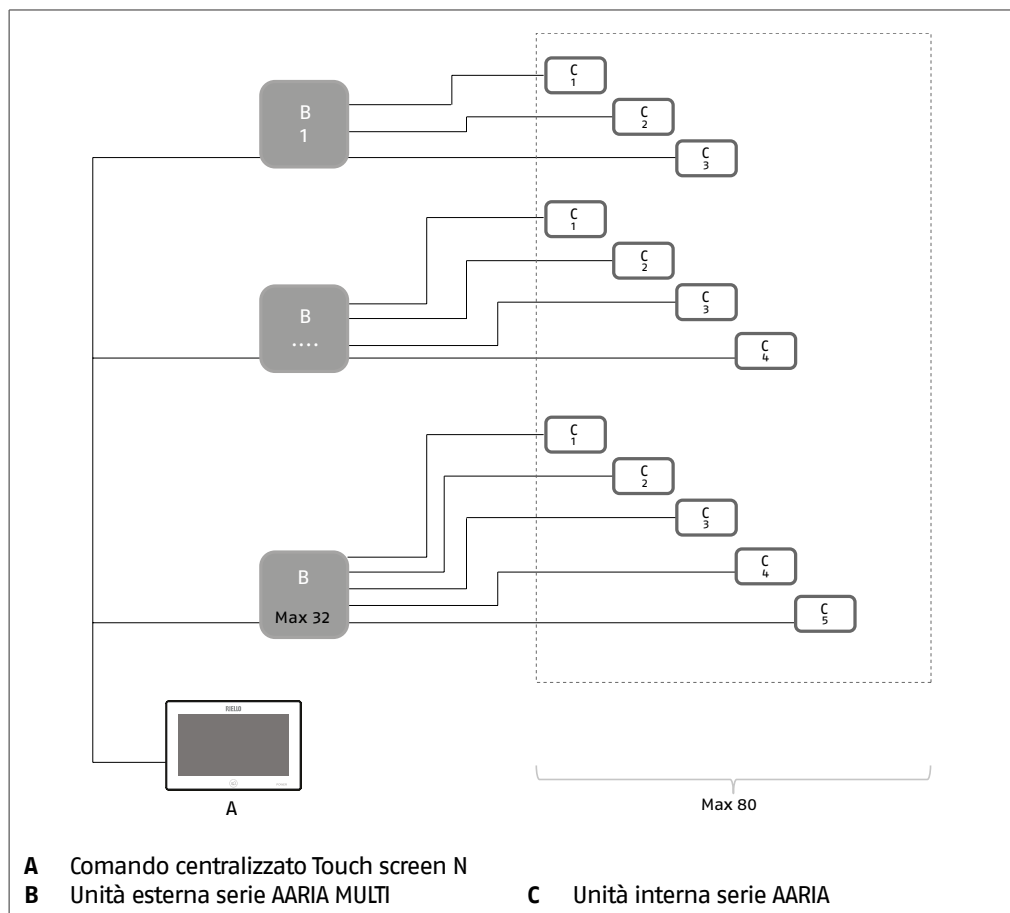 C
1
B
1
C
2
C
3
C
1
C
2
B
....
C
3
C
4
C
1
C
2
C
3
B
Max 32
C
4
C
5
RIELLO
A
Max 80
A Comando centralizzato Touch screen N
B Unità esterna serie AARIA MULTI
C Unità interna serie AARIA